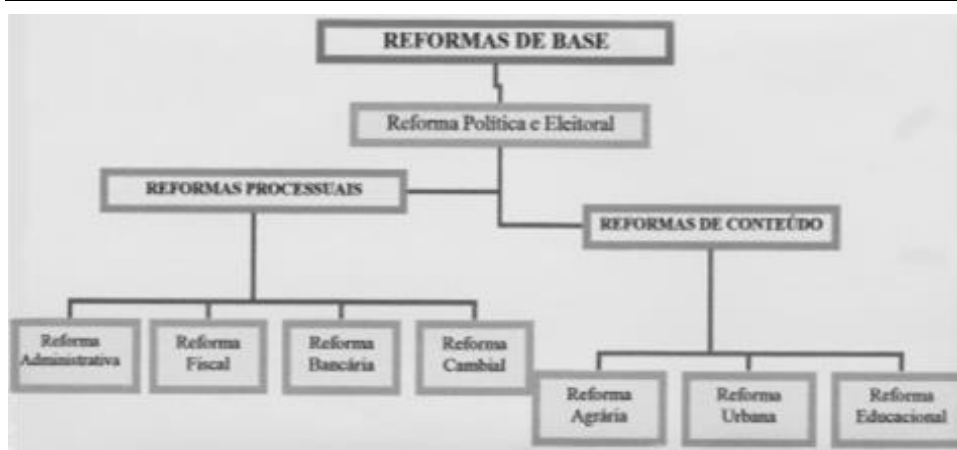 REFORMAS DE BASE
Reforma Política e Eleitoral
REFORMAS PROCESSUAIS
REFORMAS DE CONTEÚDO
Reforma
Administrativa
Reforma
Fiscal
Reforma
Bancária
Reforma
Cambial
Reforma
Agrária
Reforma
Urbana
Reforma
Educacional